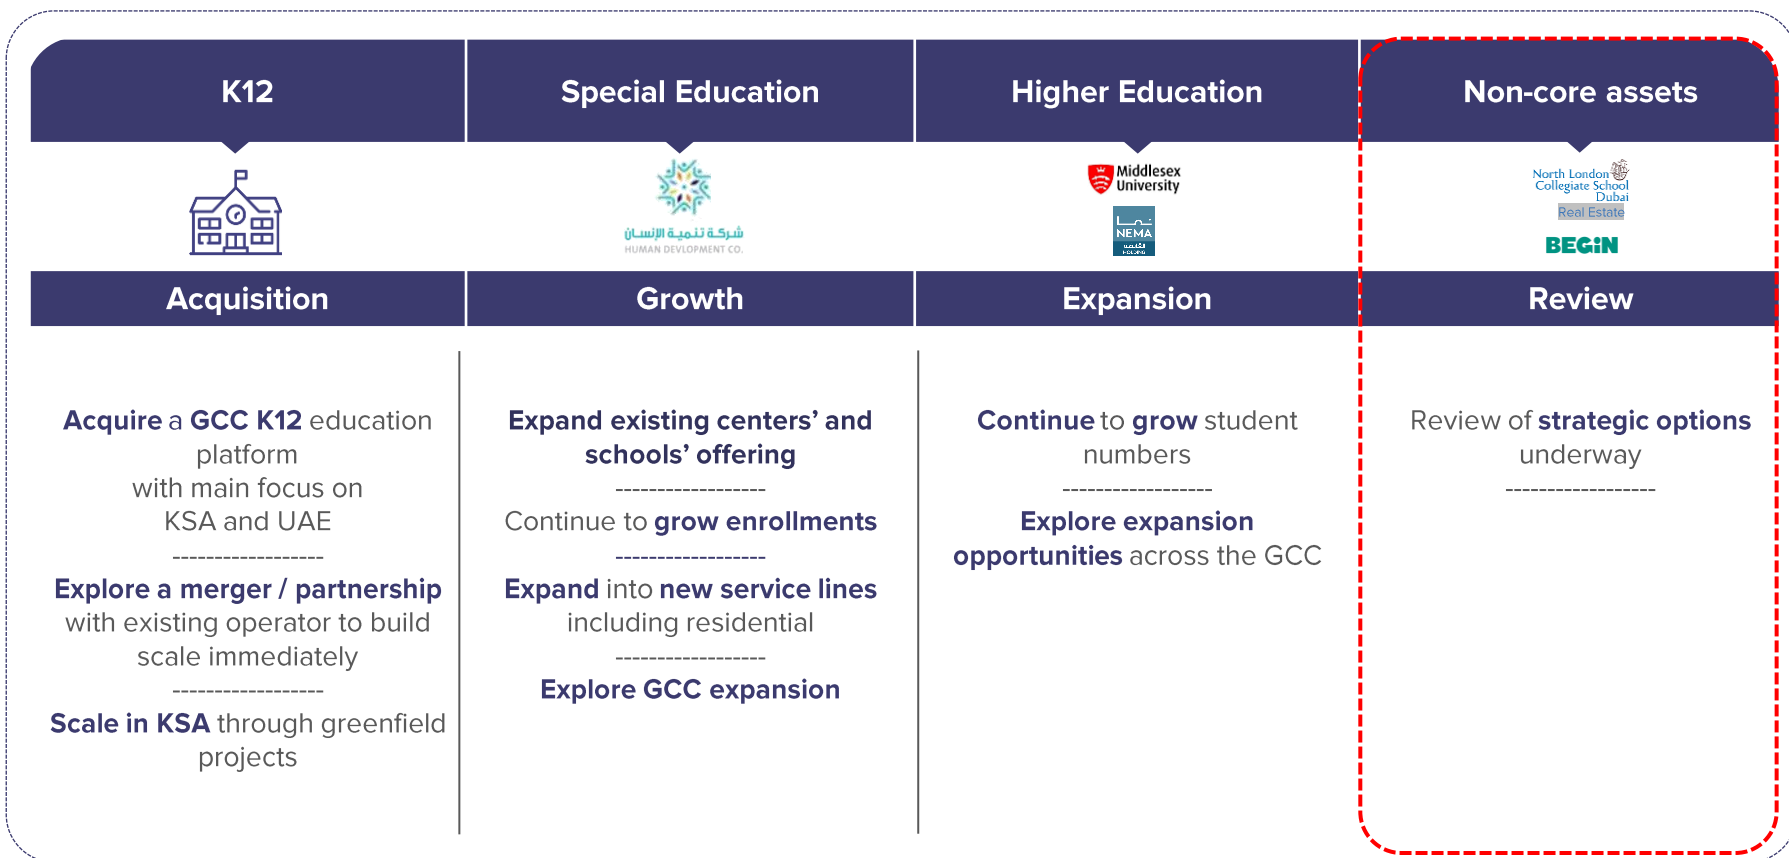 K12
Special Education
Higher Education
Non-core assets
شركة تنمية الإنسان
HUMAN DEVLOPMENT CO.
Middlesex
University
NEMA
HOLDING
North London
Collegiate School
Dubai
Real Estate
BEGiN
Acquisition
Growth
Expansion
Review
Acquire a GCC K12 education
platform
with main focus on
KSA and UAE
------------------
Explore a merger / partnership
with existing operator to build
scale immediately
------------------
Scale in KSA through greenfield
projects
Expand existing centers’ and
schools’ offering
------------------
Continue to grow enrollments
------------------
Expand into new service lines
including residential
------------------
Explore GCC expansion
Continue to grow student
numbers
------------------
Explore expansion
opportunities across the GCC
Review of strategic options
underway
------------------